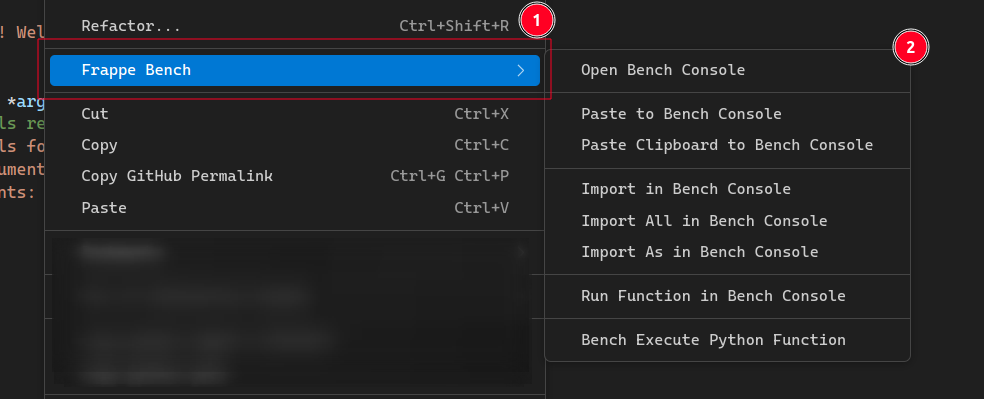 ! Wel
Refactor... Ctrl+Shift+R
1
2
Frappe Bench
Open Bench Console
*arg
Cut Ctrl+X
Paste to Bench Console
ls re
ls fo
Copy Ctrl+C
Paste Clipboard to Bench Console
ument
Copy GitHub Permalink Ctrl+G Ctrl+P
Import in Bench Console
nts:
Paste Ctrl+V
Import All in Bench Console
Import As in Bench Console
Run Function in Bench Console
Bench Execute Python Function